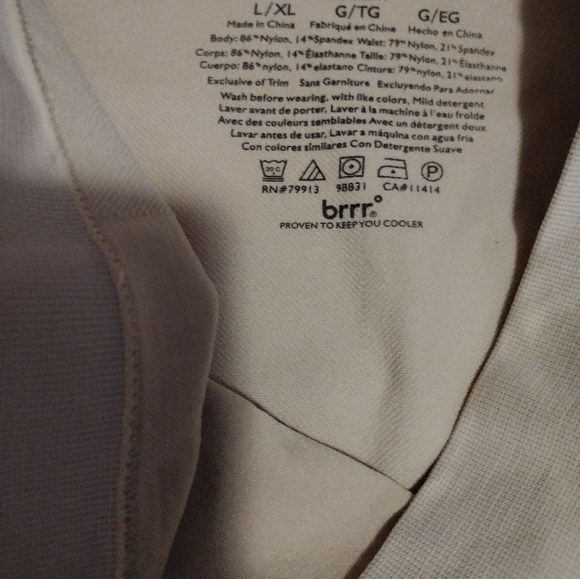 L/XL G/TG G/EG
Made in China Fabriqué en Chine Hecho en China
Body: 86% Nylon, 14% Spandex Waist: 79% Nylon, 21% Spandex
Corps: 86% Nylon, 14% Élasthanne Taille: 79% Nylon, 21% Élasthanne
Cuerpo: 86% nylon, 14% elastano Cintura: 79% nylon, 21% elastano
Exclusive of Trim Sans Garniture Excluyendo Para Adornar
Wash before wearing, with like colors, Mild detergent
Laver avant de porter, Laver à la machine à l'eau froide
Avec des couleurs semblables Avec un détergent doux
Lavar antes de usar, Lavar a máquina con agua fria
Con colores similares Con Detergente Suave
30 C P
RN#79913 98831 CA#11414
brrr°®
PROVEN TO KEEP YOU COOLER